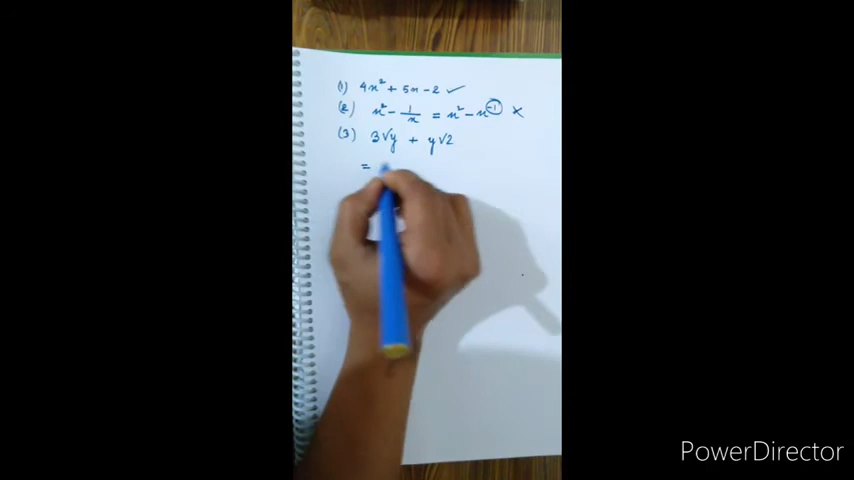 (1) 4x² + 5x - 2 ✓
(2) x² - 1/x = x² - x⁻¹ ×
(3) 3√y + y√2
=
PowerDirector